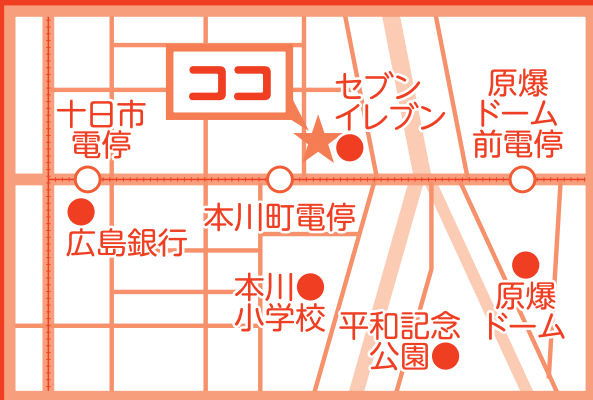 ココ
セブン
イレブン
原爆
ドーム
前電停
十日市
電停
本川町電停
広島銀行
本川
小学校
平和記念
公園
原爆
ドーム